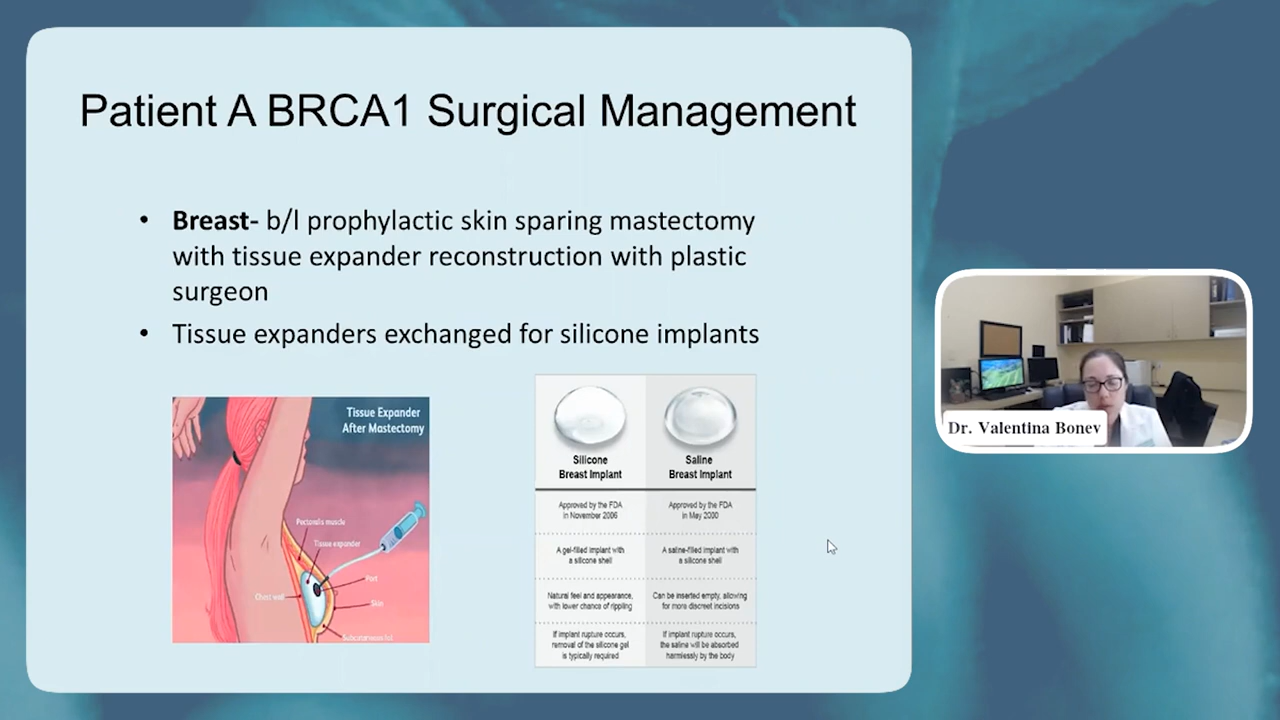 Patient A BRCA1 Surgical Management
• Breast- b/l prophylactic skin sparing mastectomy
with tissue expander reconstruction with plastic
surgeon
• Tissue expanders exchanged for silicone implants
Tissue Expander
After Mastectomy
Pectoralis muscle
Tissue expander
Port
Chest wall
Skin
Silicone
Breast Implant
Saline
Breast Implant
Approved by the FDA
in November 2006
Approved by the FDA
in May 2000
A gel-filled implant with
a silicone shell
A saline-filled implant with
a silicone shell
Natural feel and appearance,
with lower chance of rippling
Can be inserted empty, allowing
for more discreet incisions
If implant rupture occurs,
removal of the silicone gel
is typically required
If implant rupture occurs,
the saline will be absorbed
harmlessly by the body
Dr. Valentina Bonev